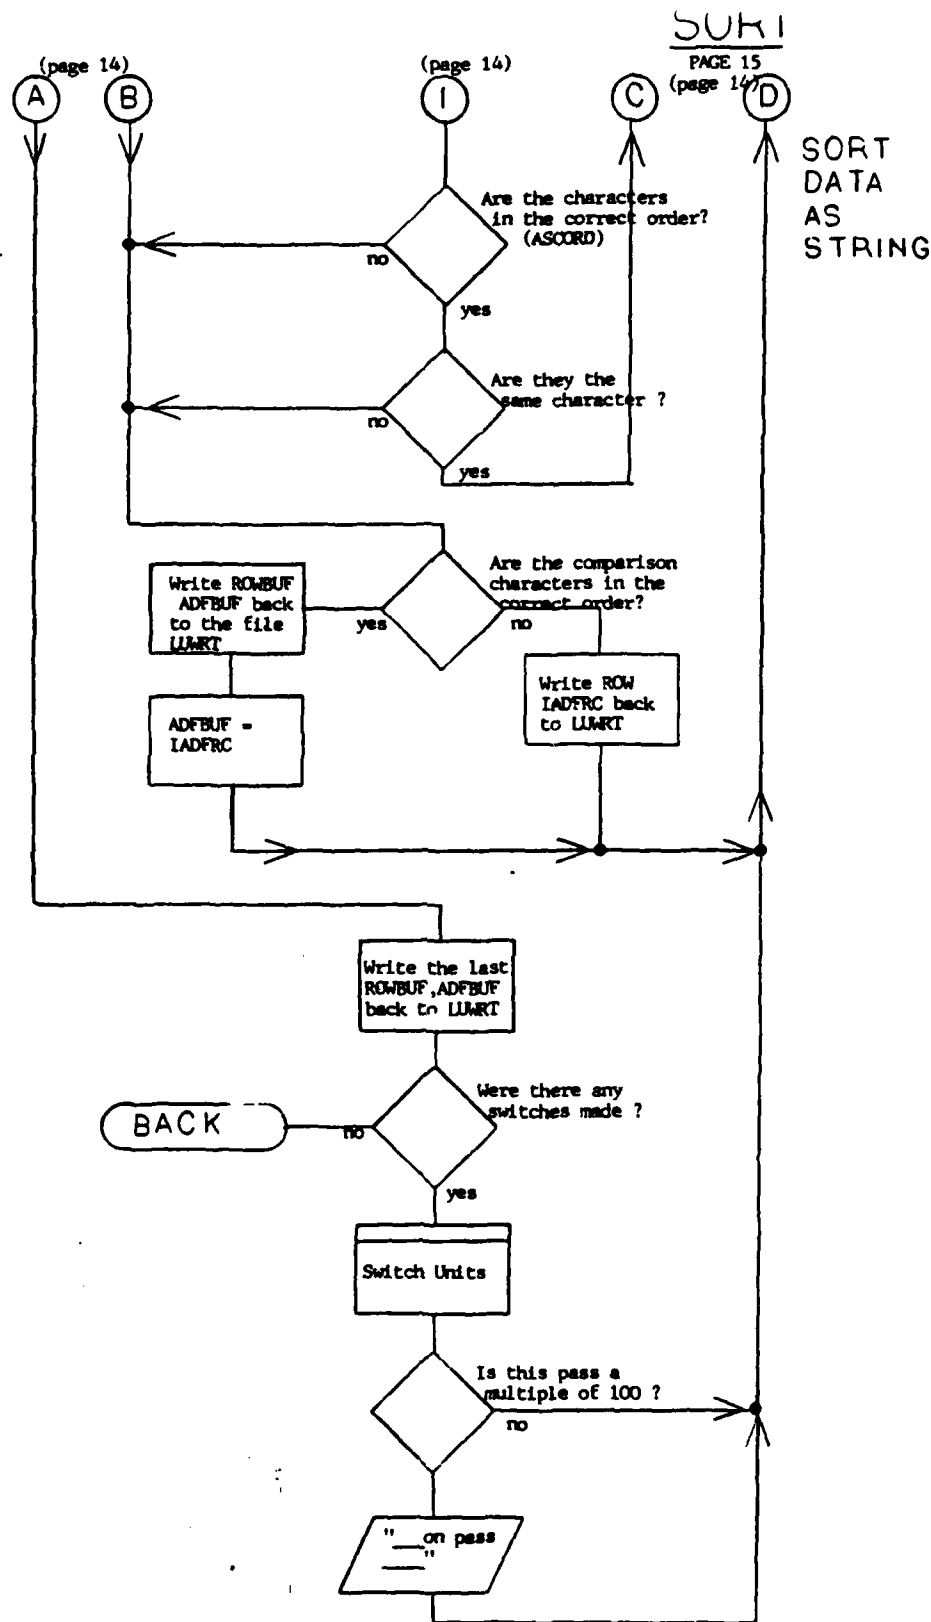 SORT
PAGE 15
(page 14)
(page 14)
(page 14)
A
B
I
C
D
SORT
DATA
AS
STRING
Are the characters
in the correct order?
(ASCORD)
no
yes
Are they the
same character ?
no
yes
Are the comparison
characters in the
correct order?
yes
no
Write ROWBUF
ADFBUF back
to the file
LUWRT
ADFBUF =
IADFRC
Write ROW
IADFRC back
to LUWRT
Write the last
ROWBUF,ADFBUF
back to LUWRT
Were there any
switches made ?
no
BACK
yes
Switch Units
Is this pass a
multiple of 100 ?
no
"___on pass
___"